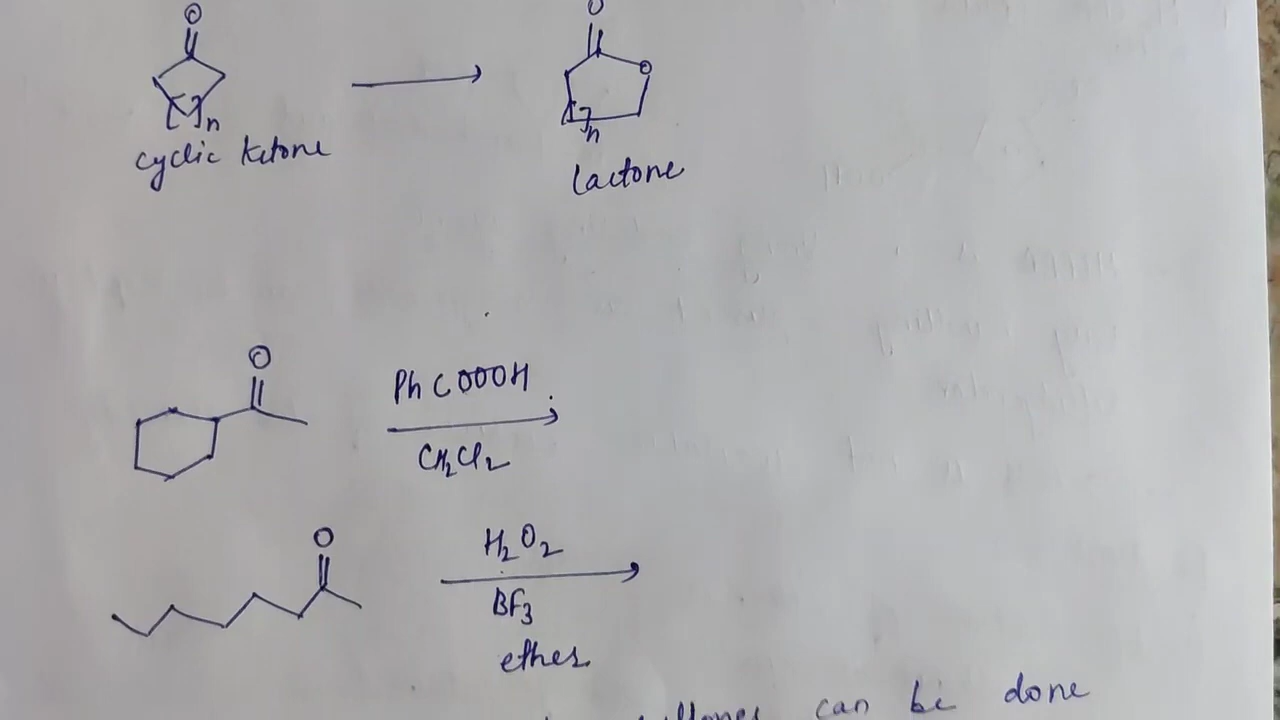 O O
O
[ ]n [ ]n
cyclic ketone
lactone
O
PhCOOOH
CH2Cl2
O
H2O2
BF3
ether
can be done